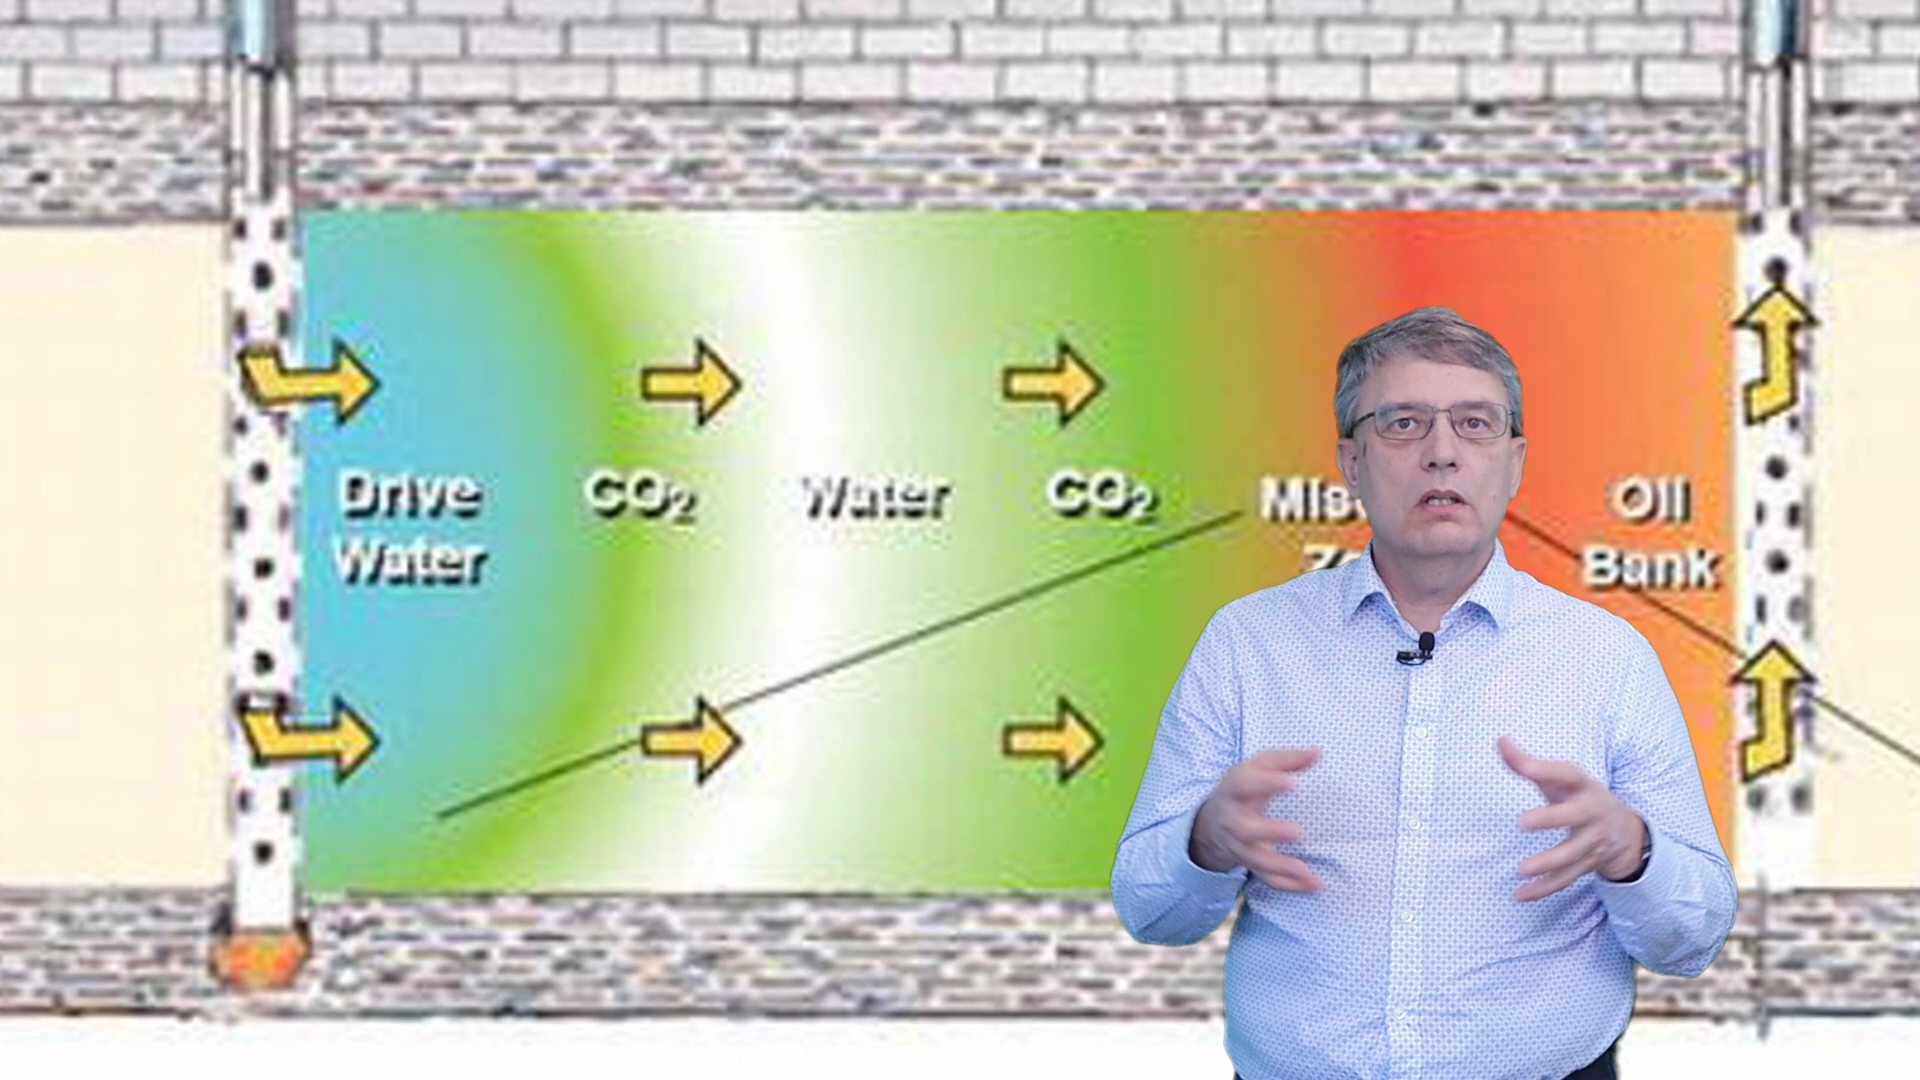 Drive
Water
CO₂
Water
CO₂
Oil
Bank